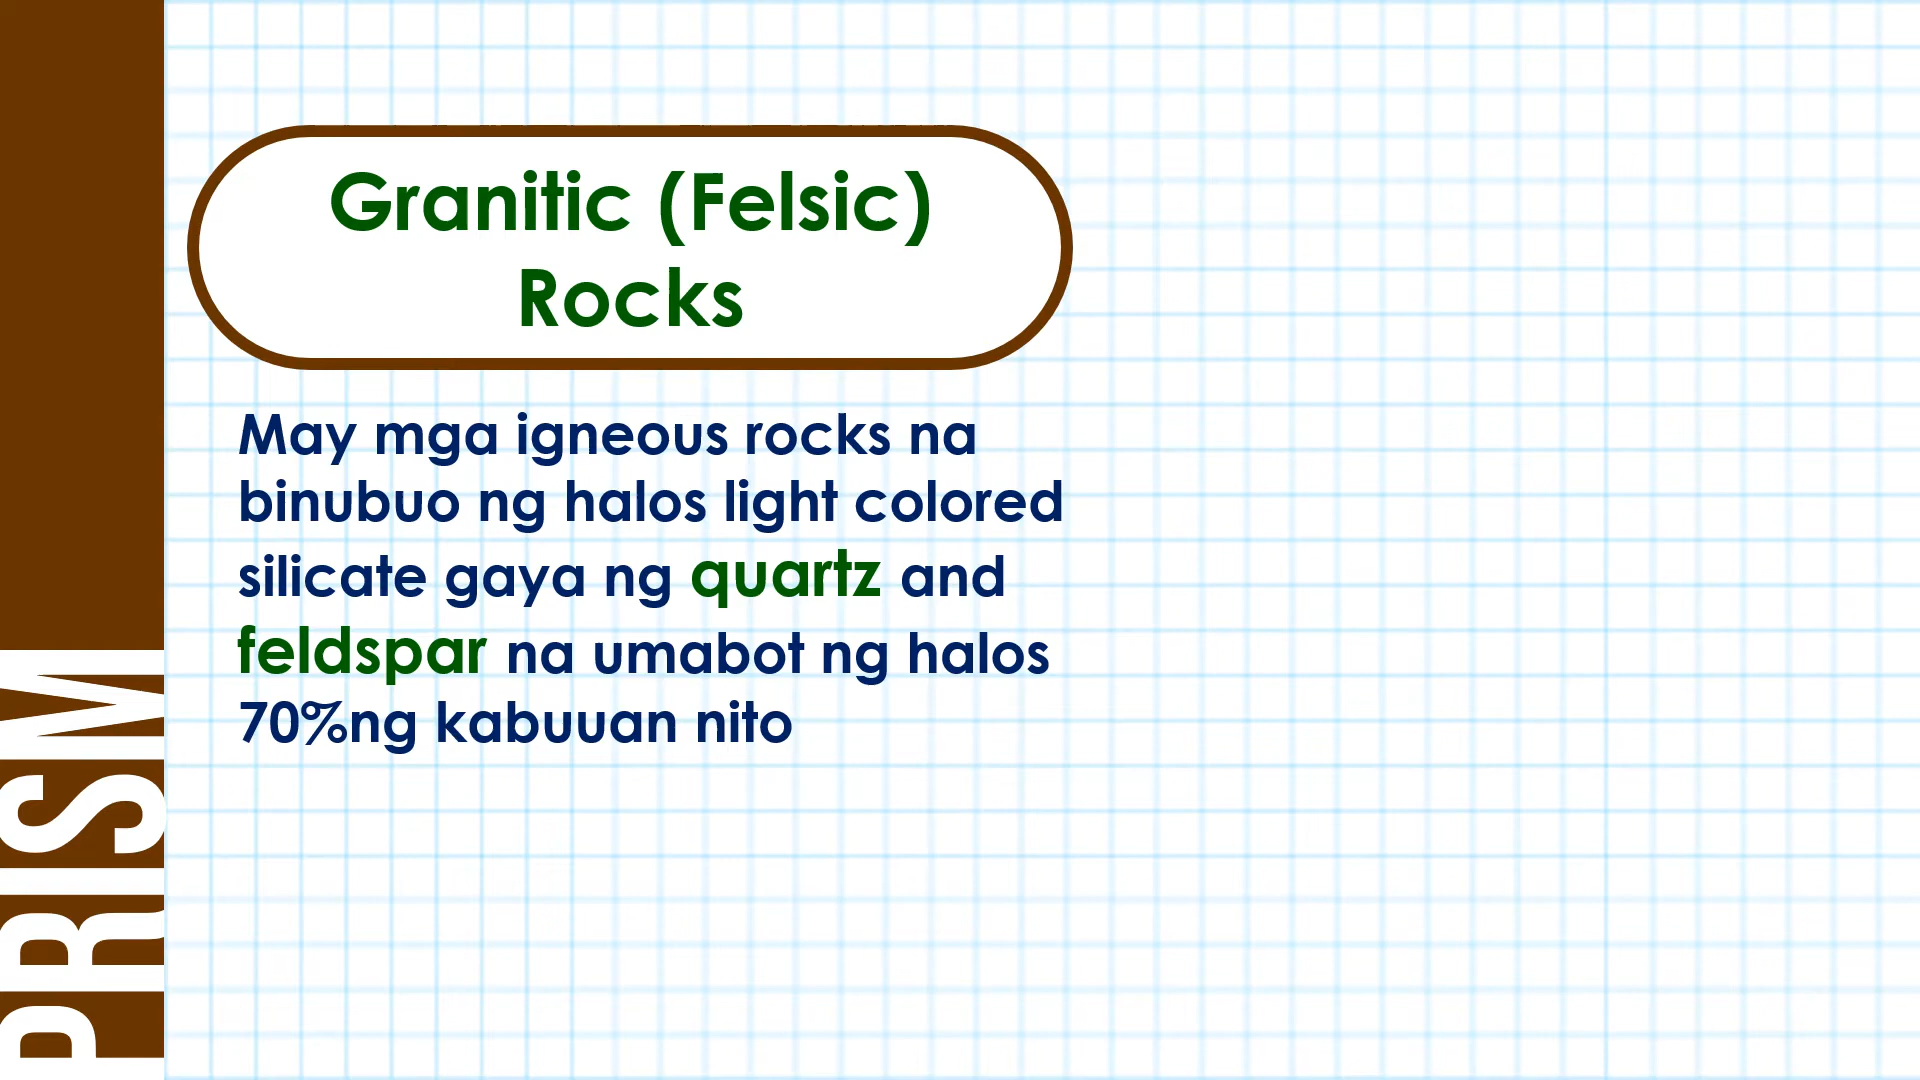 Granitic (Felsic)
Rocks
May mga igneous rocks na
binubuo ng halos light colored
silicate gaya ng quartz and
feldspar na umabot ng halos
70%ng kabuuan nito
PRISM